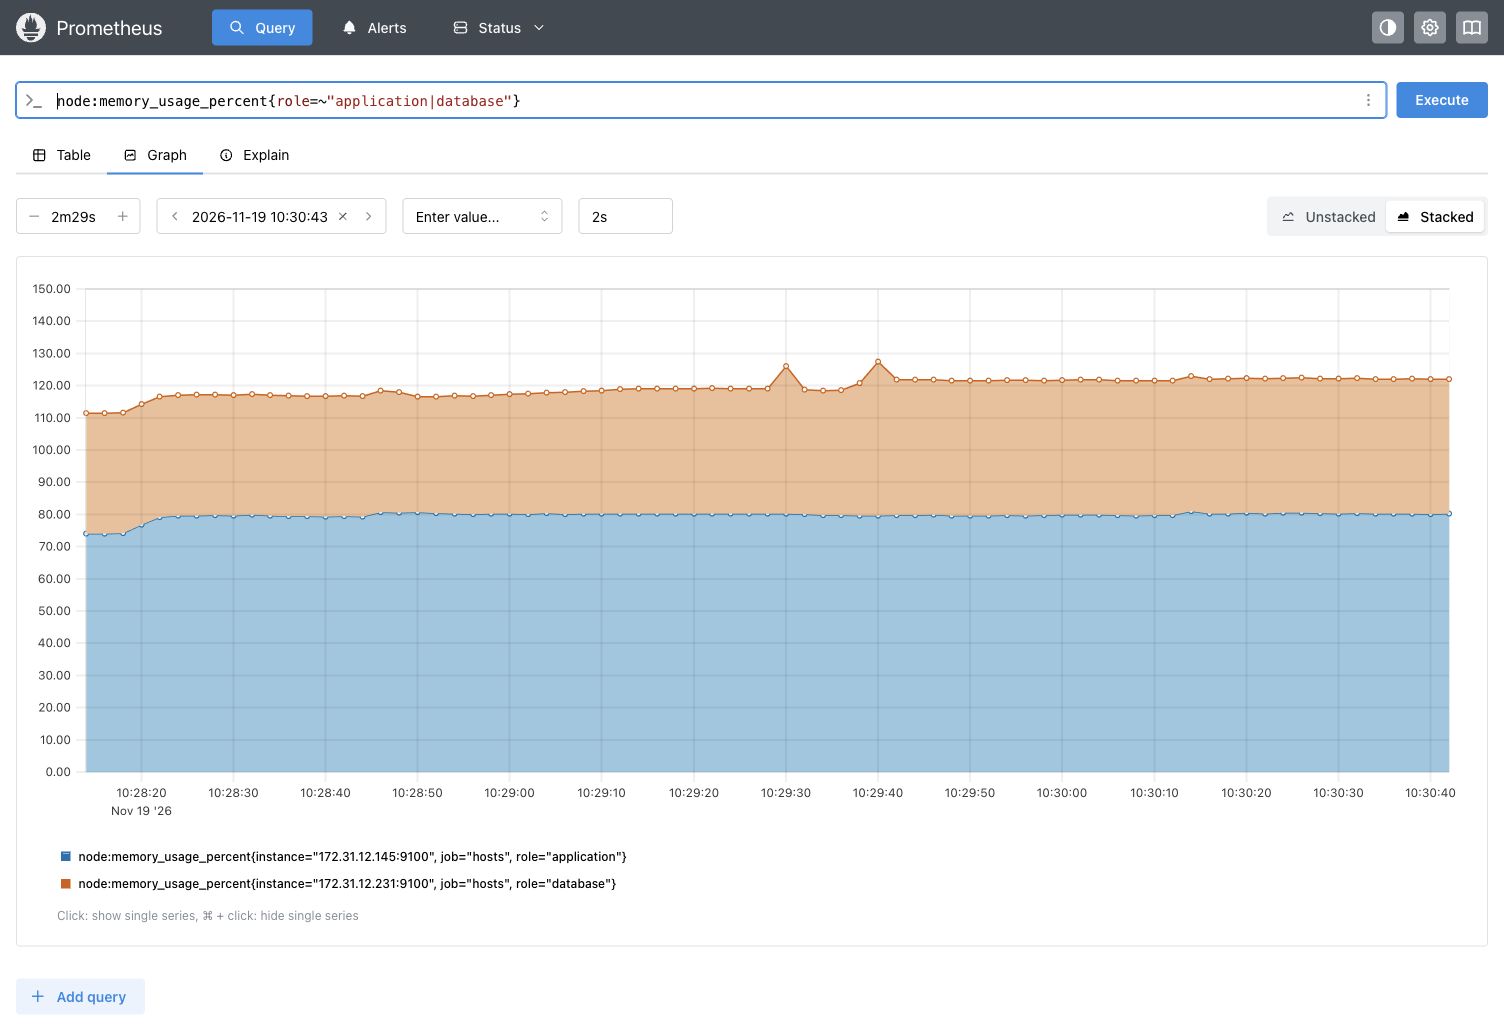 Prometheus
Query
Alerts
Status
>_ node:memory_usage_percent{role=~"application|database"}
Execute
Table
Graph
Explain
2m29s
2026-11-19 10:30:43
Enter value...
2s
Unstacked
Stacked
150.00
140.00
130.00
120.00
110.00
100.00
90.00
80.00
70.00
60.00
50.00
40.00
30.00
20.00
10.00
0.00
10:28:20 10:28:30 10:28:40 10:28:50 10:29:00 10:29:10 10:29:20 10:29:30 10:29:40 10:29:50 10:30:00 10:30:10 10:30:20 10:30:30 10:30:40
Nov 19 '26
node:memory_usage_percent{instance="172.31.12.145:9100", job="hosts", role="application"}
node:memory_usage_percent{instance="172.31.12.231:9100", job="hosts", role="database"}
Click: show single series, ⌘ + click: hide single series
+ Add query